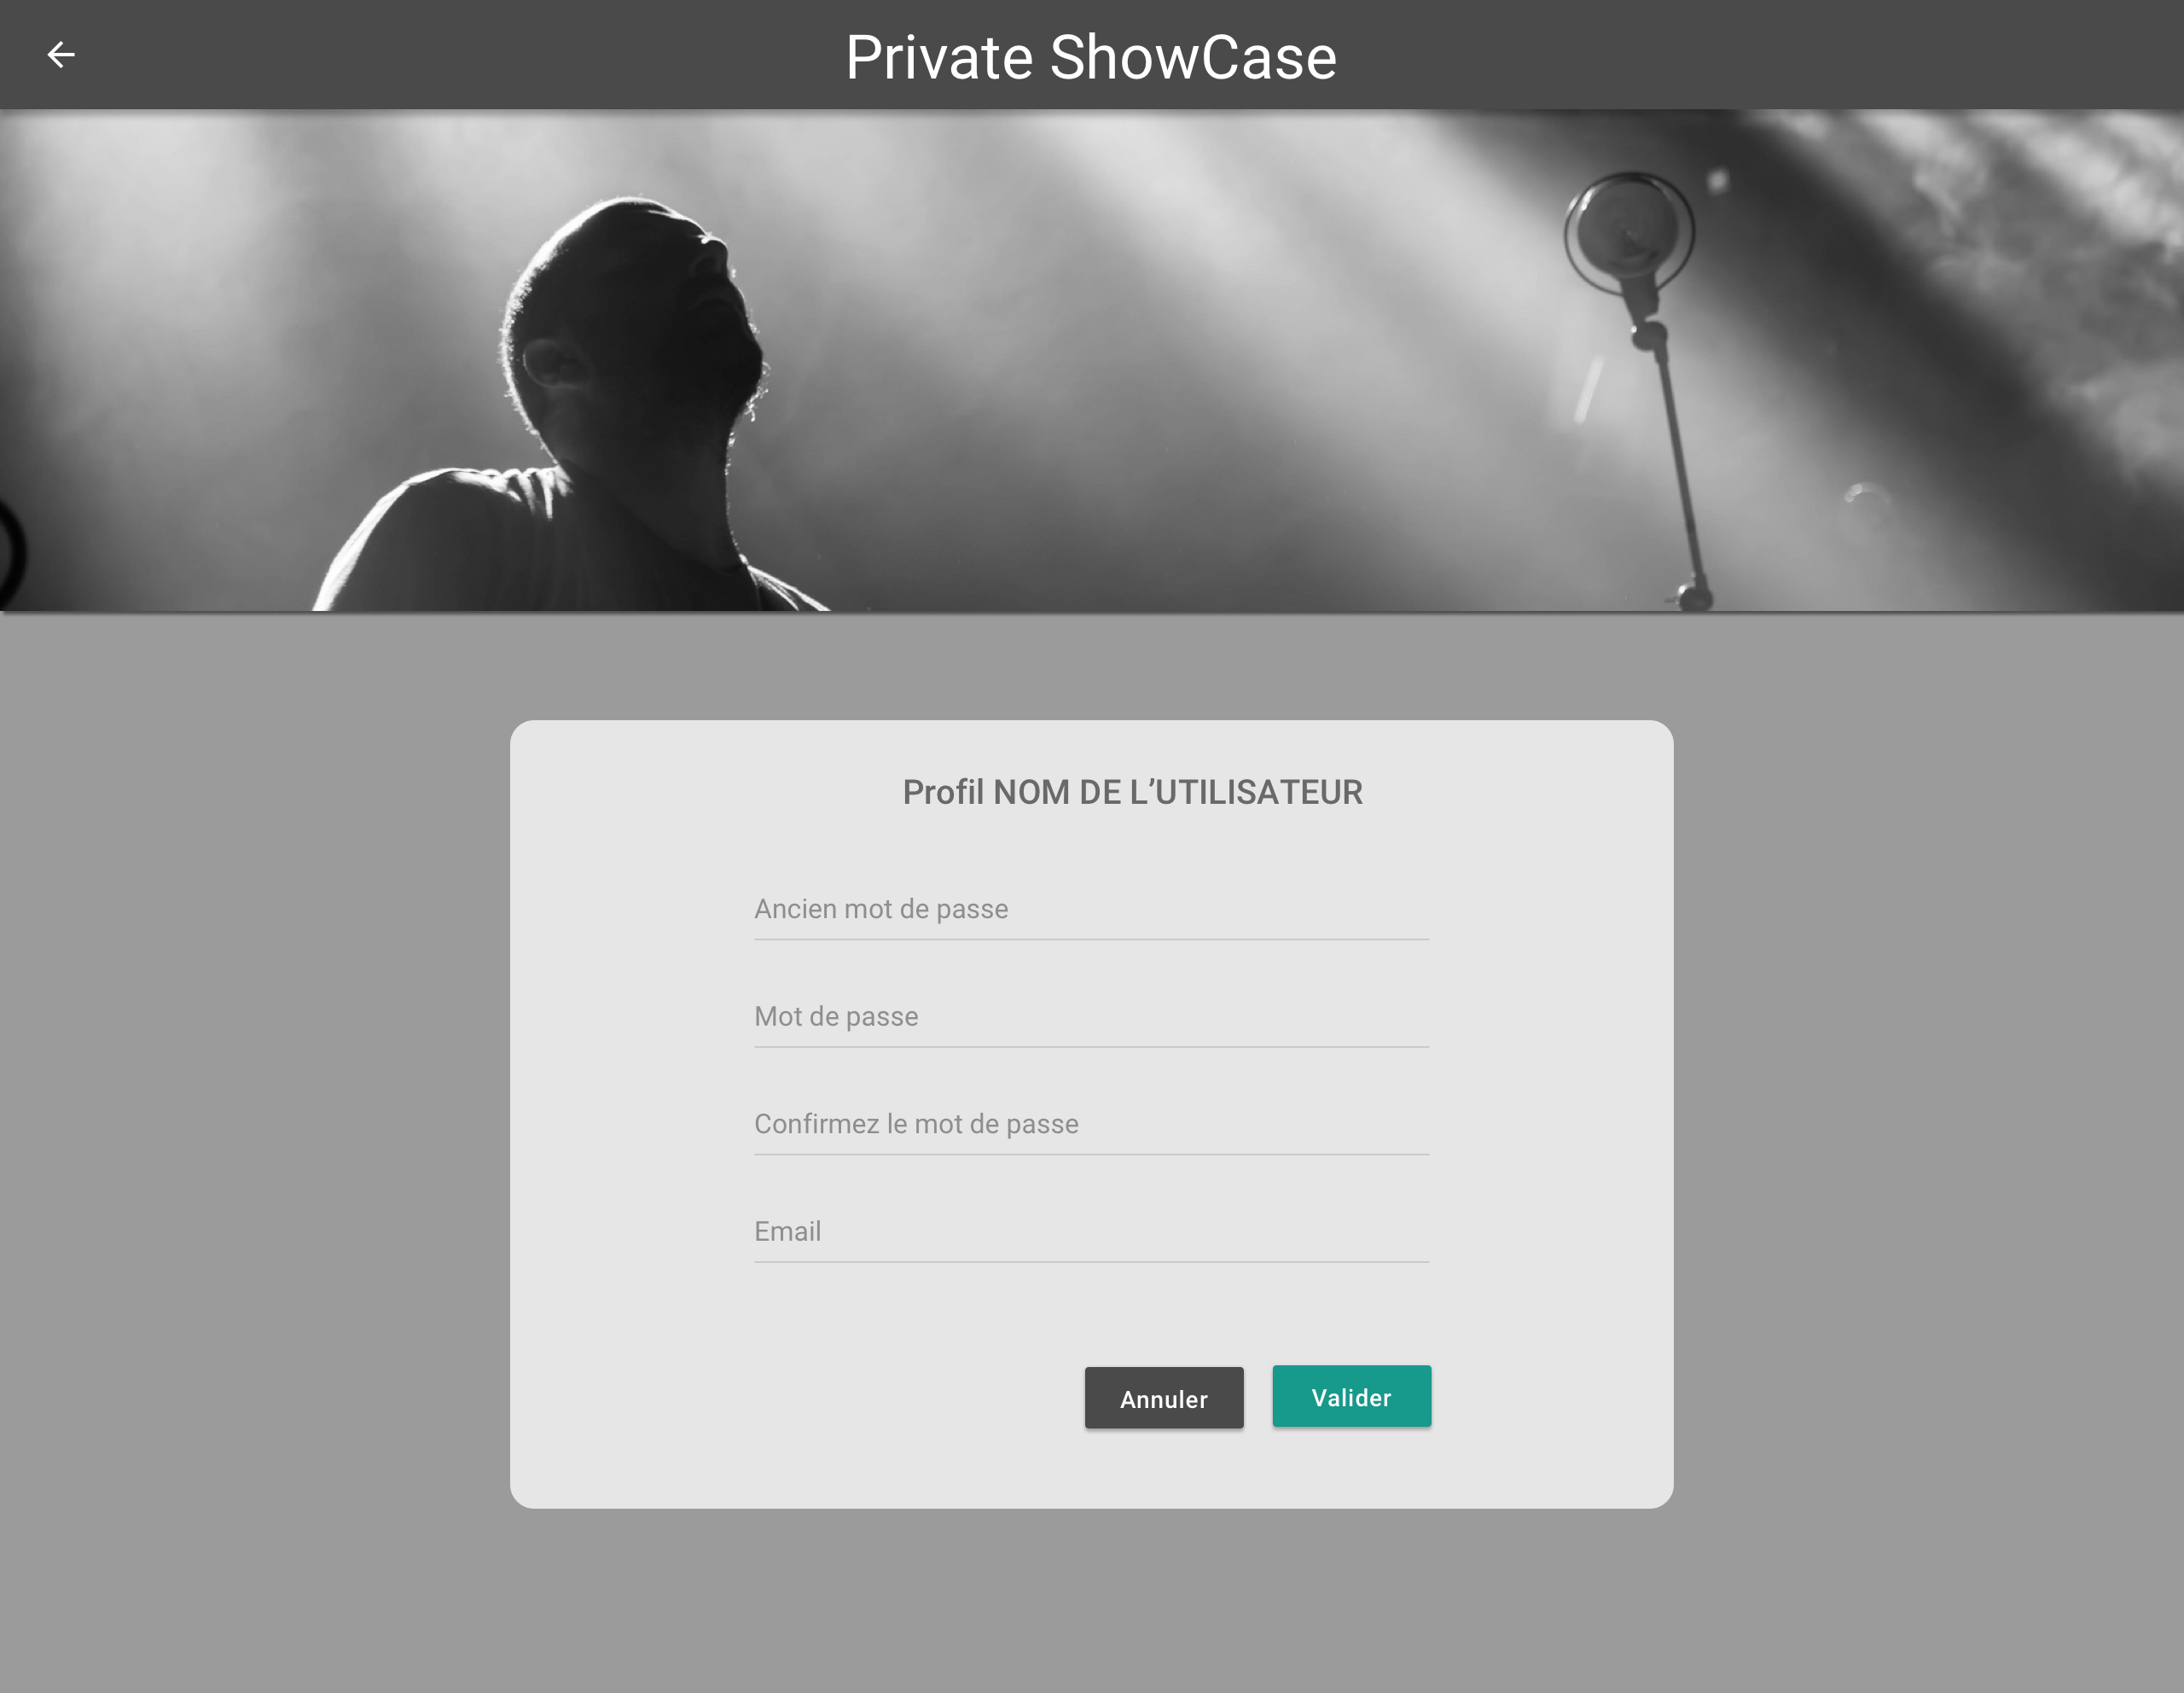 Private ShowCase
Profil NOM DE L’UTILISATEUR
Ancien mot de passe
Mot de passe
Confirmez le mot de passe
Email
Annuler
Valider